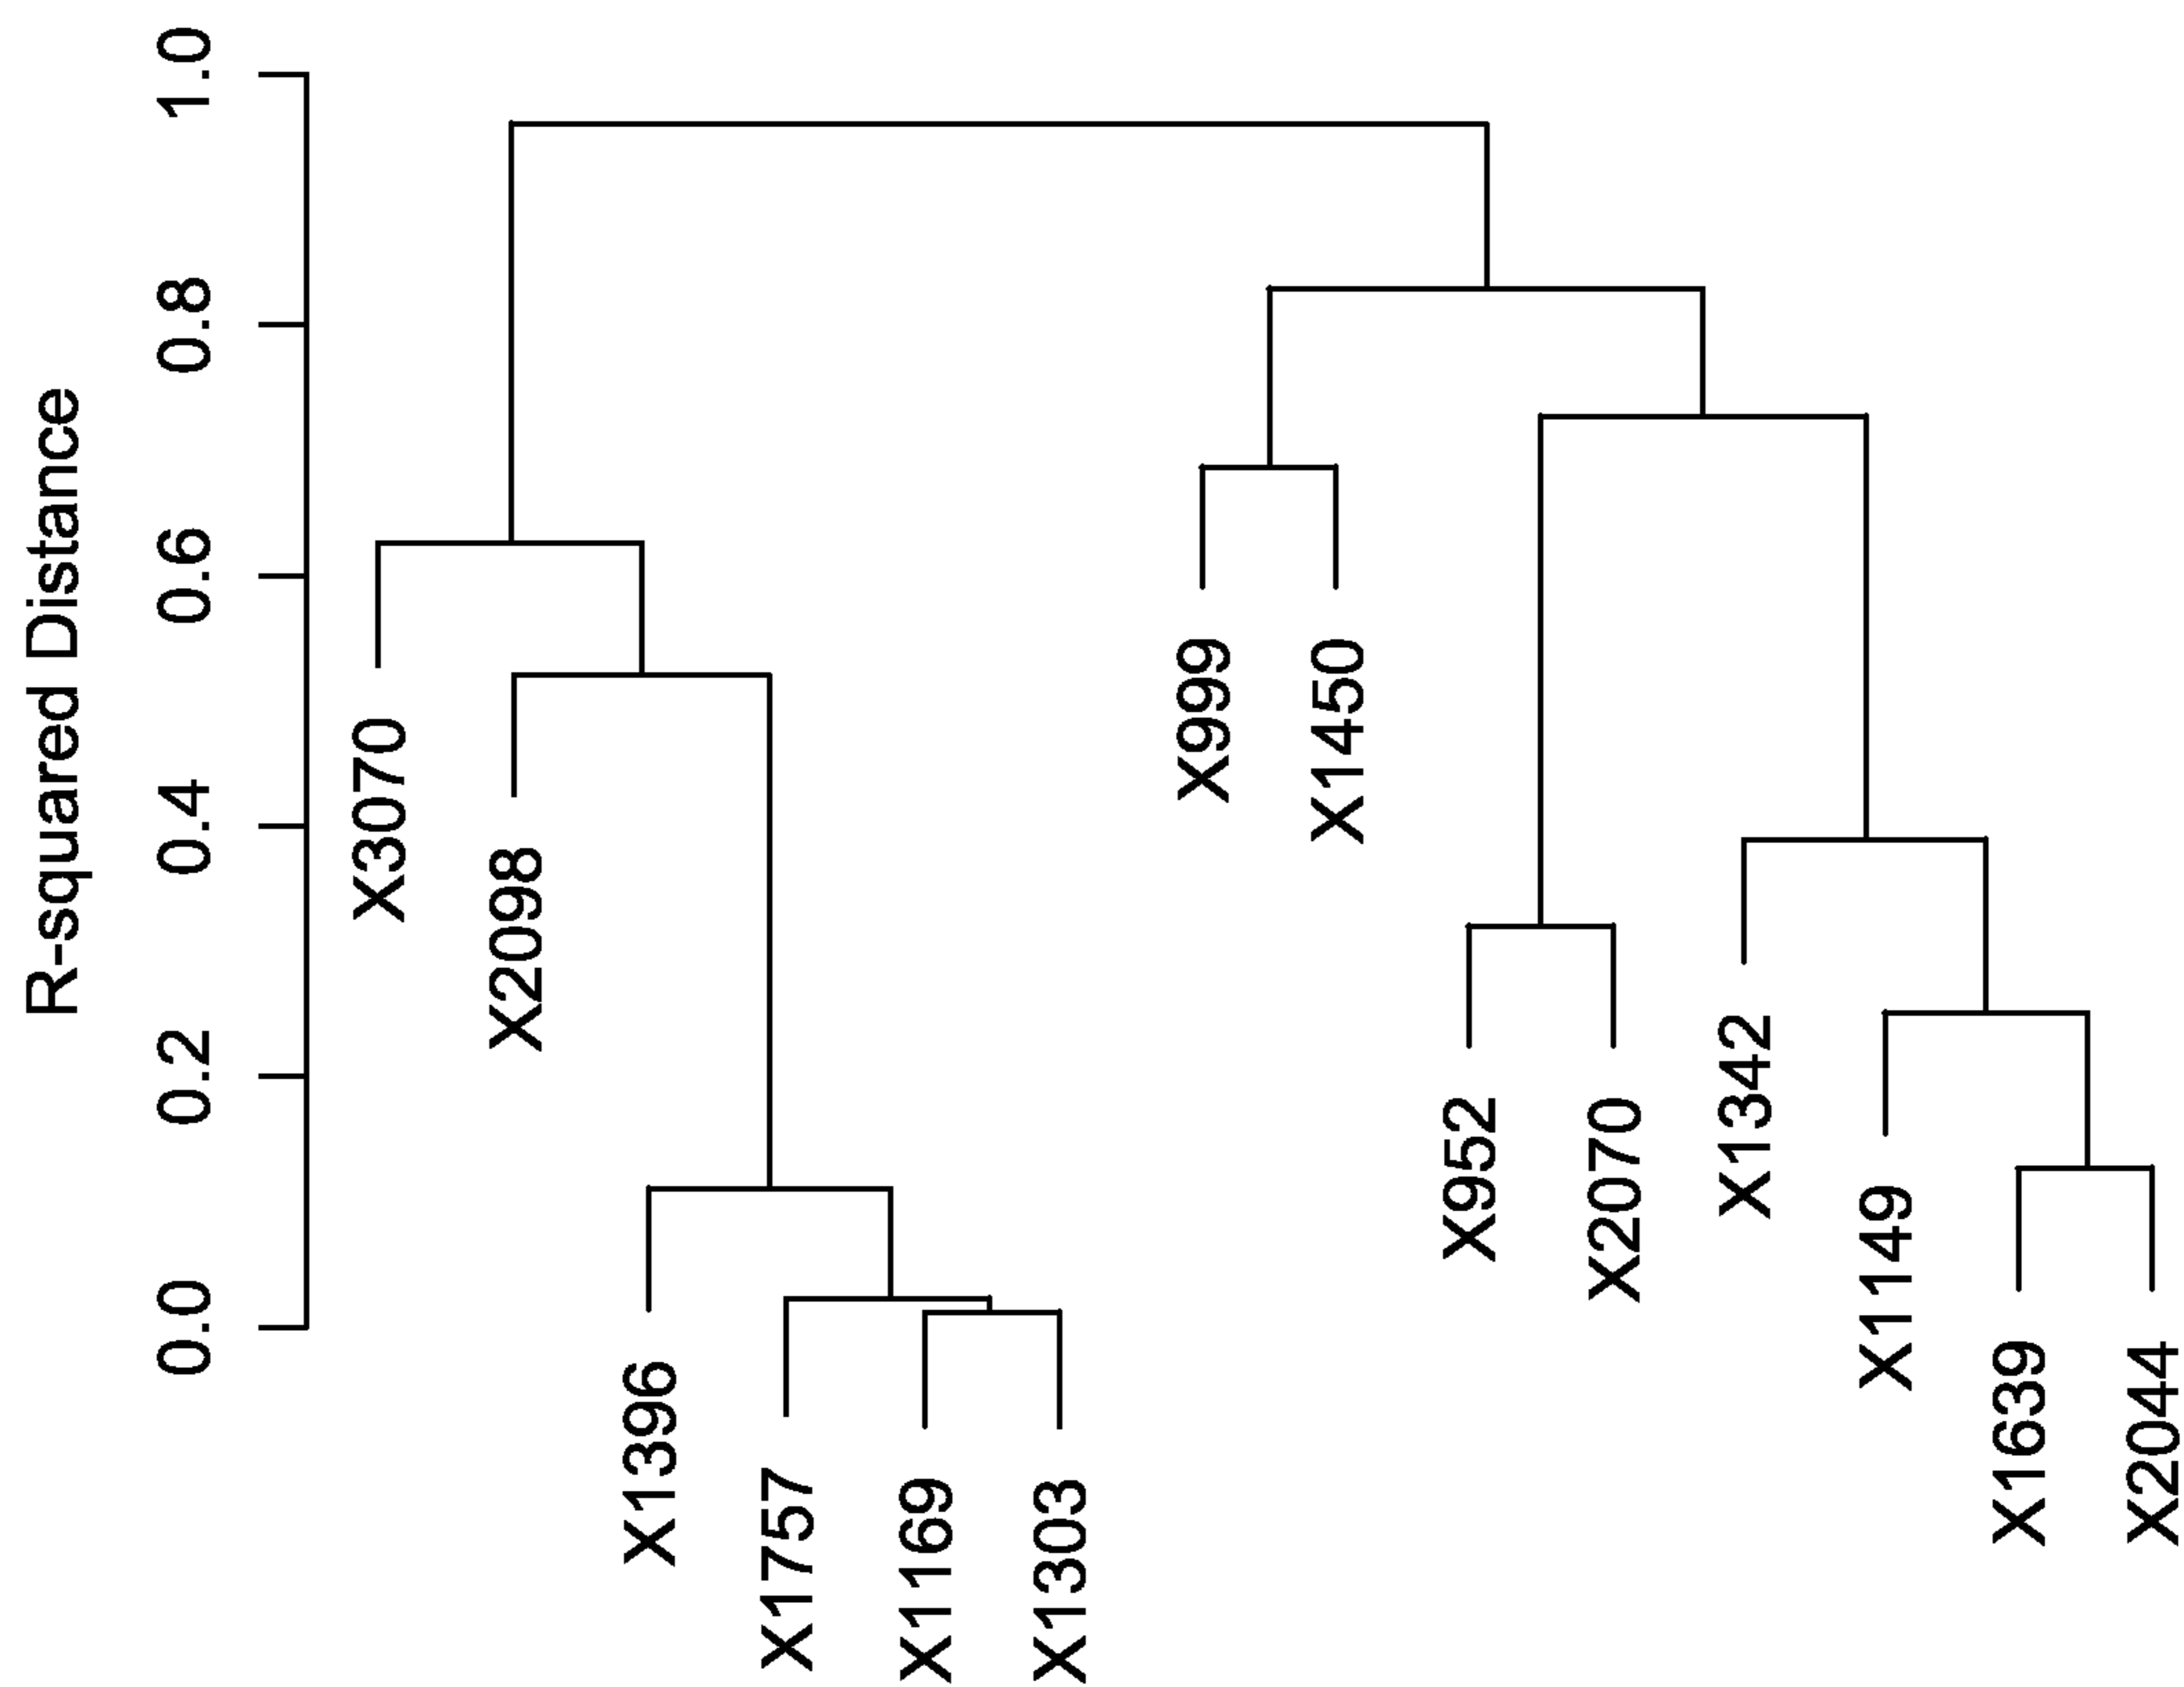 R-squared Distance
0.0
0.2
0.4
0.6
0.8
1.0
X3070
X2098
X1396
X1757
X1169
X1303
X999
X1450
X952
X2070
X1342
X1149
X1639
X2044